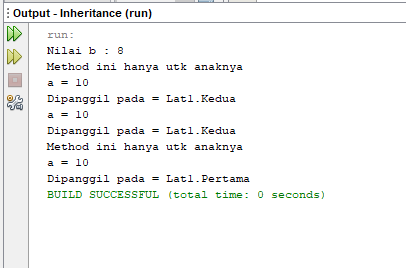 Output - Inheritance (run)
run:
Nilai b : 8
Method ini hanya utk anaknya
a = 10
Dipanggil pada = Lat1.Kedua
a = 10
Dipanggil pada = Lat1.Kedua
Method ini hanya utk anaknya
a = 10
Dipanggil pada = Lat1.Pertama
BUILD SUCCESSFUL (total time: 0 seconds)